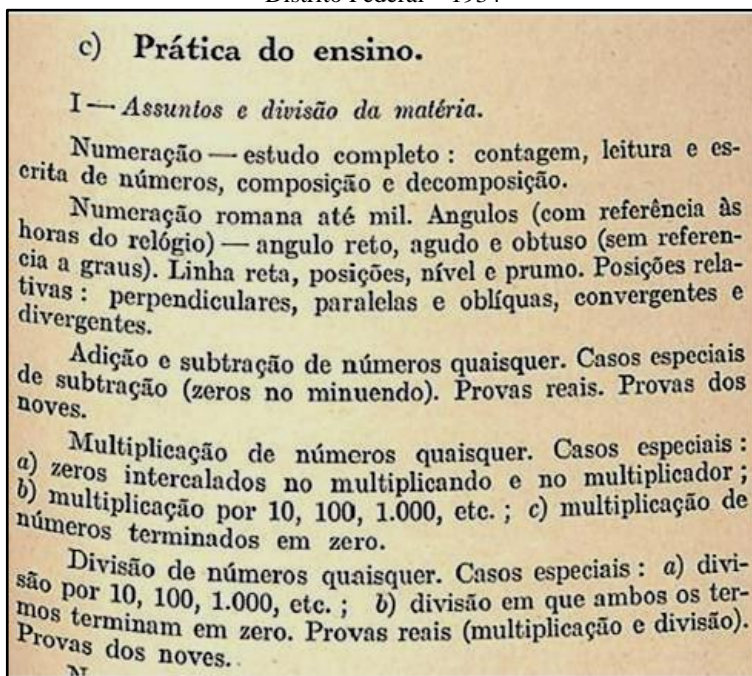 c) Prática do ensino.
I — Assuntos e divisão da matéria.
Numeração — estudo completo : contagem, leitura e es-
crita de números, composição e decomposição.
Numeração romana até mil. Angulos (com referência às
horas do relógio) — angulo reto, agudo e obtuso (sem referen-
cia a graus). Linha reta, posições, nível e prumo. Posições rela-
tivas : perpendiculares, paralelas e oblíquas, convergentes e
divergentes.
Adição e subtração de números quaisquer. Casos especiais
de subtração (zeros no minuendo). Provas reais. Provas dos
noves.
Multiplicação de números quaisquer. Casos especiais :
a) zeros intercalados no multiplicando e no multiplicador ;
b) multiplicação por 10, 100, 1.000, etc. ; c) multiplicação de
números terminados em zero.
Divisão de números quaisquer. Casos especiais : a) divi-
são por 10, 100, 1.000, etc. ; b) divisão em que ambos os ter-
mos terminam em zero. Provas reais (multiplicação e divisão).
Provas dos noves.